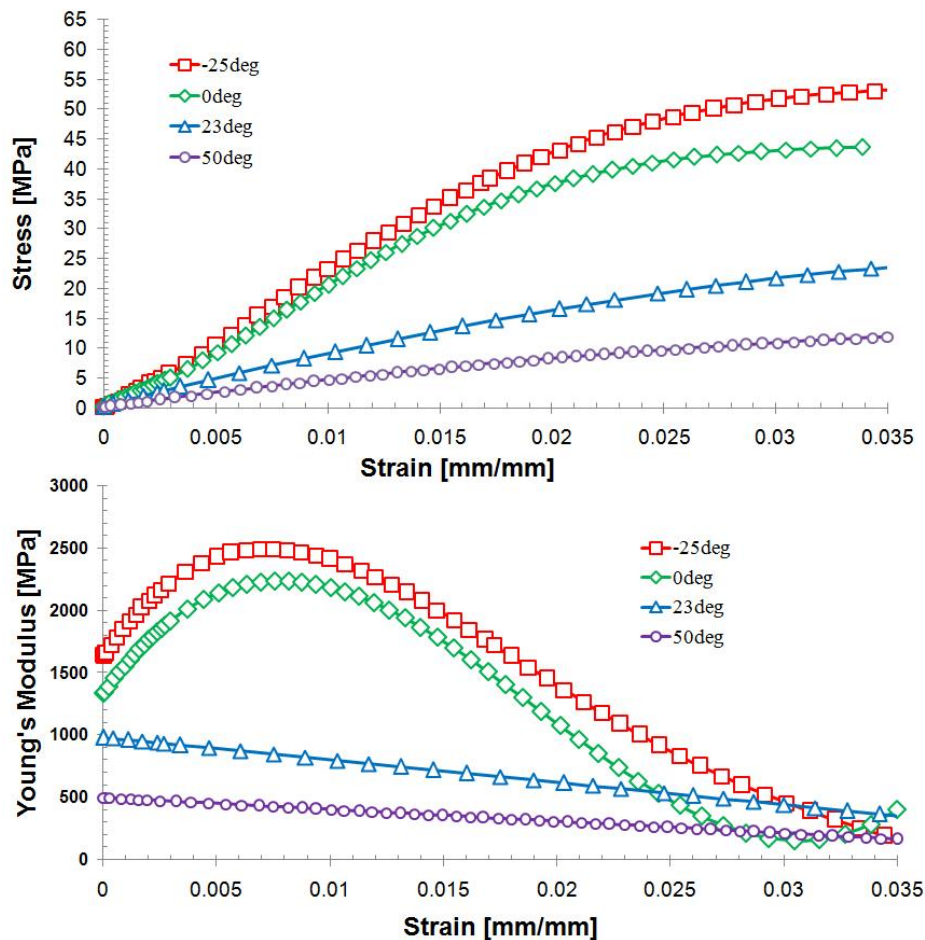 65
60
55
50
45
40
35
30
25
20
15
10
5
0
Stress [MPa]
-25deg
0deg
23deg
50deg
0 0.005 0.01 0.015 0.02 0.025 0.03 0.035
Strain [mm/mm]
3000
2500
2000
1500
1000
500
0
Young's Modulus [MPa]
-25deg
0deg
23deg
50deg
0 0.005 0.01 0.015 0.02 0.025 0.03 0.035
Strain [mm/mm]